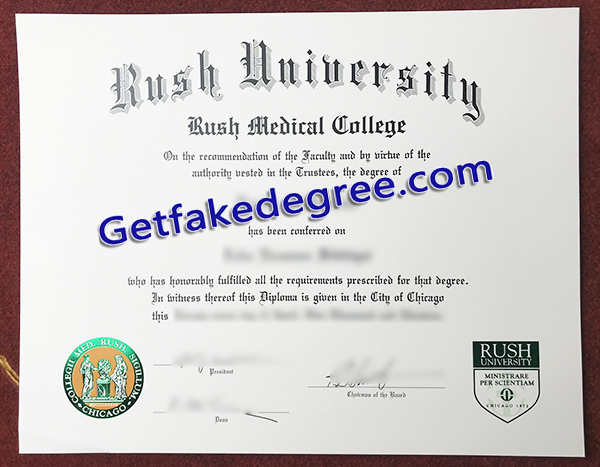 Rush University
Rush Medical College
On the recommendation of the Faculty and by virtue of the
authority vested in the Trustees, the degree of
Getfakedegree.com
has been conferred on
who has honorably fulfilled all the requirements prescribed for that degree.
In witness thereof this Diploma is given in the City of Chicago
this
COLLEGII MED. RUSH SIGILLUM.
CHICAGO
President
Dean
Chairman of the Board
RUSH
UNIVERSITY
MINISTRARE
PER SCIENTIAM
CHICAGO 1972